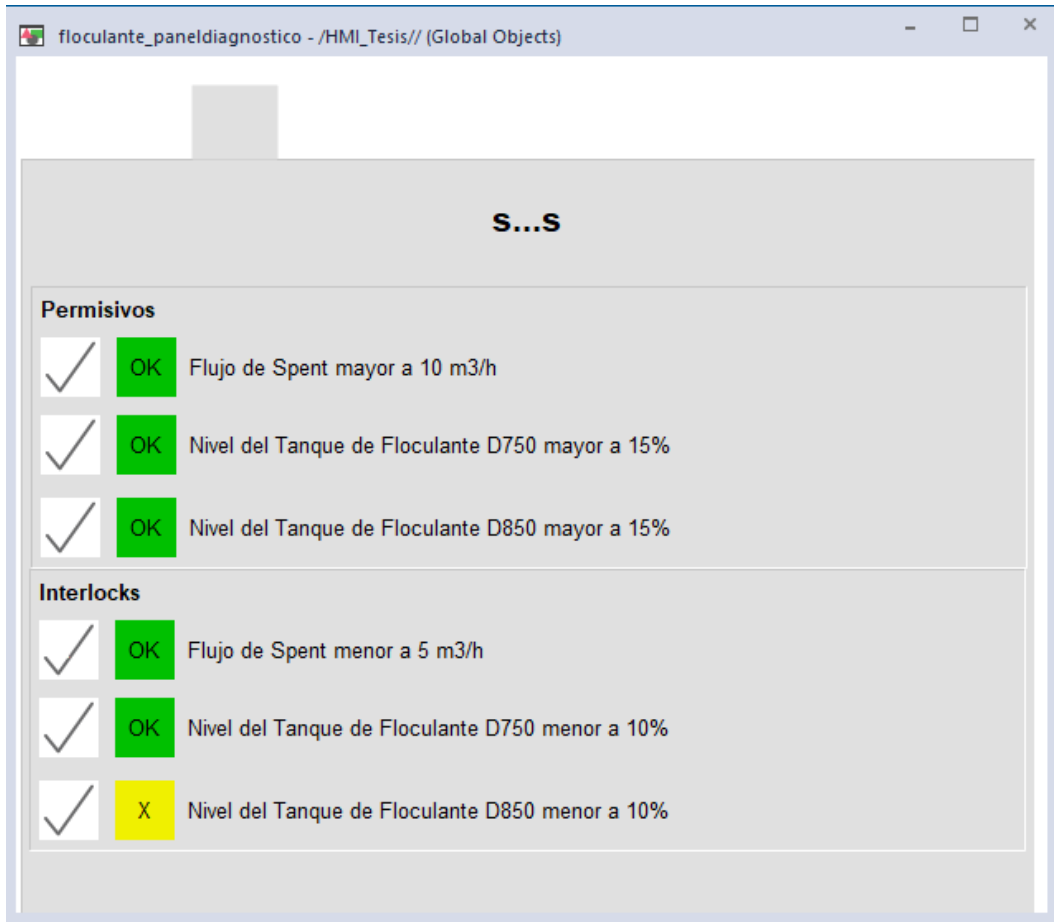 floculante_paneldiagnostico - /HMI_Tesis// (Global Objects)
s...s
Permisivos
OK Flujo de Spent mayor a 10 m3/h
OK Nivel del Tanque de Floculante D750 mayor a 15%
OK Nivel del Tanque de Floculante D850 mayor a 15%
Interlocks
OK Flujo de Spent menor a 5 m3/h
OK Nivel del Tanque de Floculante D750 menor a 10%
X Nivel del Tanque de Floculante D850 menor a 10%